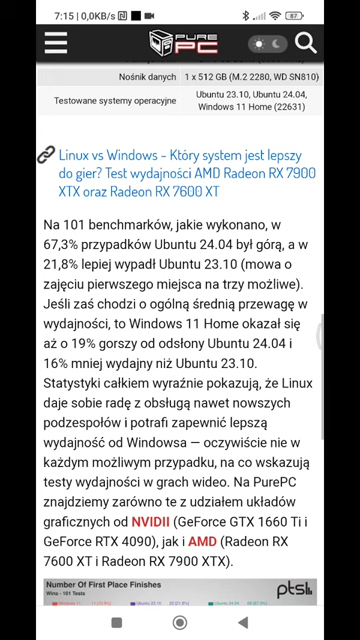 7:15 | 0,0KB/s
87
PURE
PC
Nośnik danych 1 x 512 GB (M.2 2280, WD SN810)
Testowane systemy operacyjne Ubuntu 23.10, Ubuntu 24.04,
Windows 11 Home (22631)
Linux vs Windows - Który system jest lepszy
do gier? Test wydajności AMD Radeon RX 7900
XTX oraz Radeon RX 7600 XT
Na 101 benchmarków, jakie wykonano, w
67,3% przypadków Ubuntu 24.04 był górą, a w
21,8% lepiej wypadł Ubuntu 23.10 (mowa o
zajęciu pierwszego miejsca na trzy możliwe).
Jeśli zaś chodzi o ogólną średnią przewagę w
wydajności, to Windows 11 Home okazał się
aż o 19% gorszy od odsłony Ubuntu 24.04 i
16% mniej wydajny niż Ubuntu 23.10.
Statystyki całkiem wyraźnie pokazują, że Linux
daje sobie radę z obsługą nawet nowszych
podzespołów i potrafi zapewnić lepszą
wydajność od Windowsa — oczywiście nie w
każdym możliwym przypadku, na co wskazują
testy wydajności w grach wideo. Na PurePC
znajdziemy zarówno te z udziałem układów
graficznych od NVIDII (GeForce GTX 1660 Ti i
GeForce RTX 4090), jak i AMD (Radeon RX
7600 XT i Radeon RX 7900 XTX).
Number Of First Place Finishes
Wins - 101 Tests
ptsl